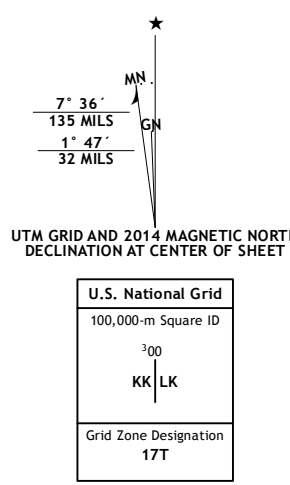 ★
MN
7° 36´
135 MILS
GN
1° 47´
32 MILS
UTM GRID AND 2014 MAGNETIC NORT
DECLINATION AT CENTER OF SHEET
U.S. National Grid
100,000-m Square ID
³00
KK LK
Grid Zone Designation
17T